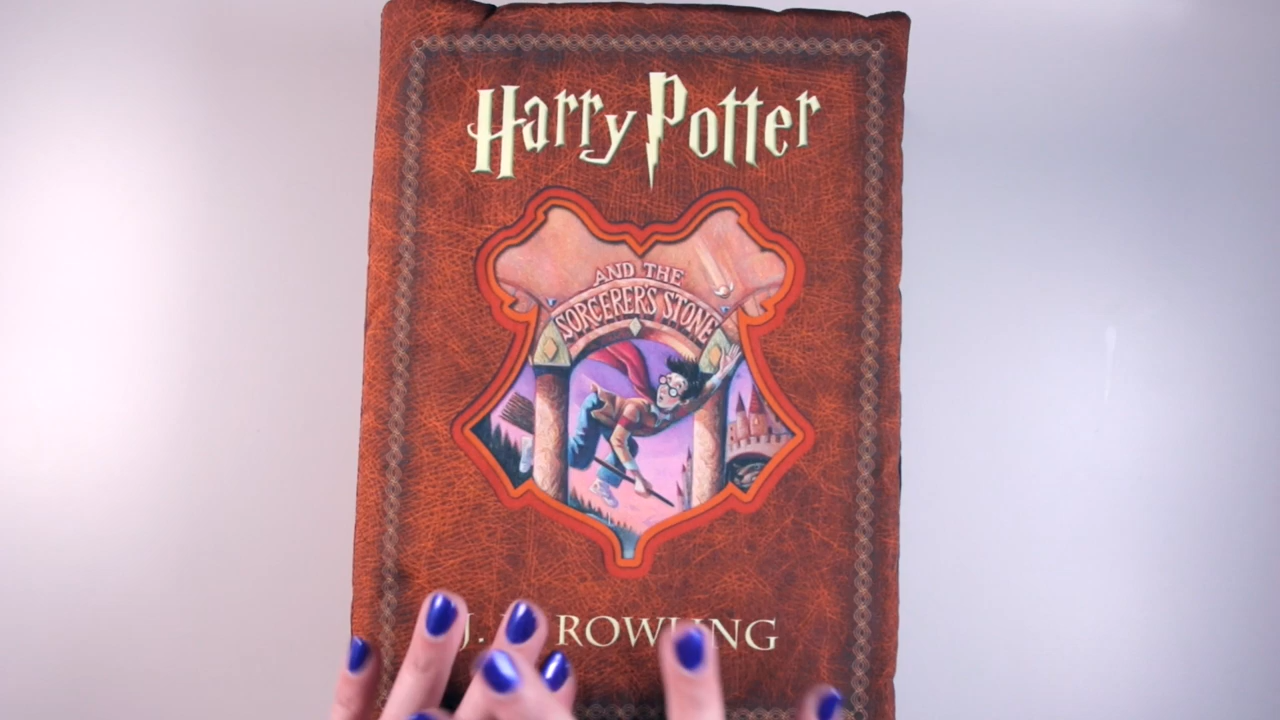 Harry Potter
AND THE
SORCERER'S STONE
J. ROWLING